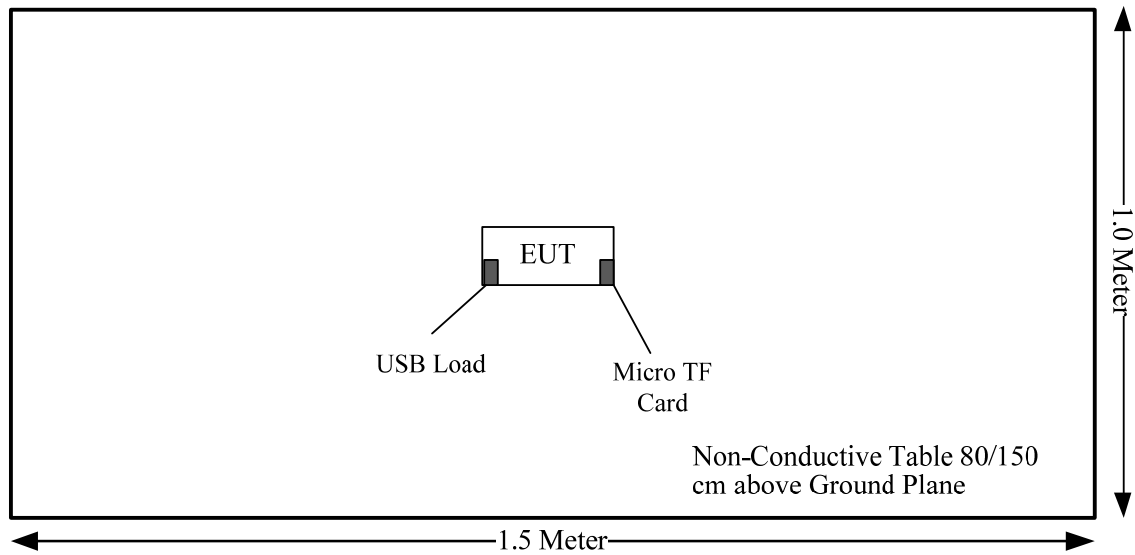 EUT
USB Load
Micro TF
Card
Non-Conductive Table 80/150
cm above Ground Plane
1.0 Meter
1.5 Meter